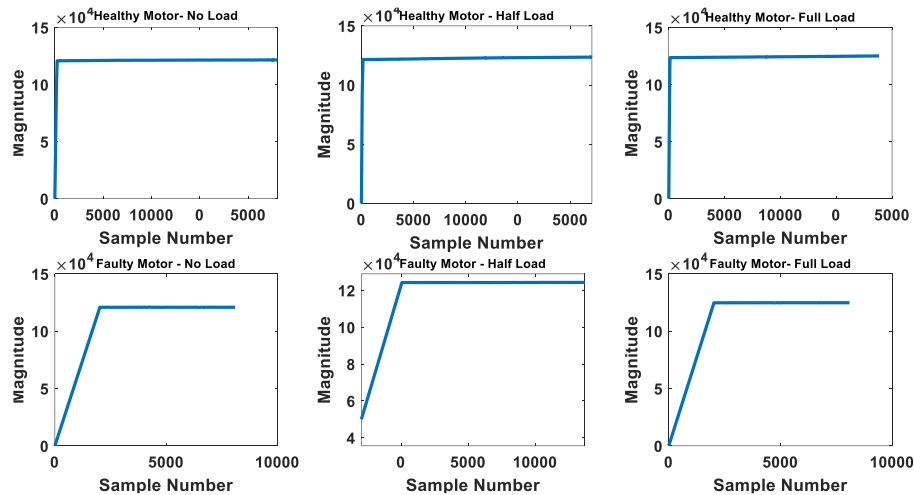 ×10⁴ Healthy Motor- No Load
15
10
5
0
Magnitude
0 5000 10000 0 5000
Sample Number
×10⁴ Healthy Motor - Half Load
15
10
5
0
Magnitude
0 5000 10000 0 5000
Sample Number
×10⁴ Healthy Motor- Full Load
15
10
5
0
Magnitude
0 5000 10000 0 5000
Sample Number
×10⁴ Faulty Motor - No Load
15
10
5
0
Magnitude
0 5000 10000
Sample Number
×10⁴ Faulty Motor - Half Load
12
10
8
6
4
Magnitude
0 5000 10000
Sample Number
×10⁴ Faulty Motor- Full Load
15
10
5
0
Magnitude
0 5000 10000
Sample Number